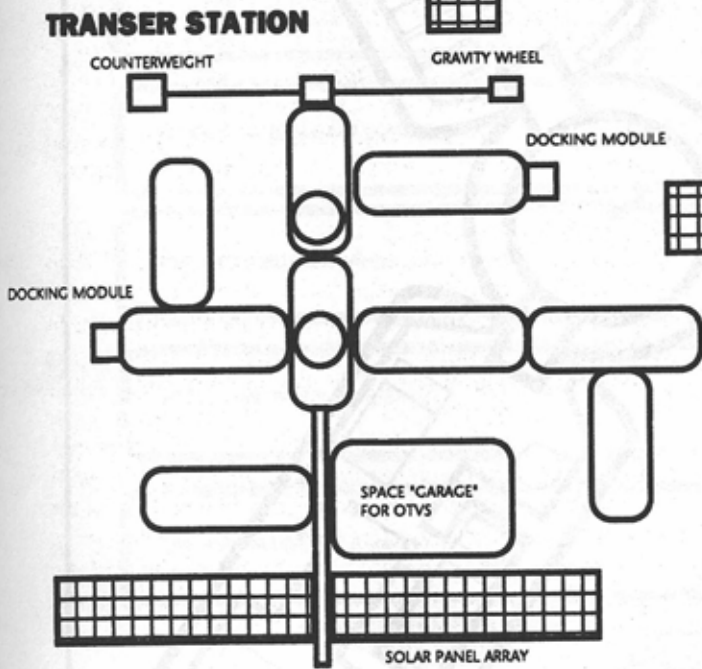 TRANSER STATION
COUNTERWEIGHT
GRAVITY WHEEL
DOCKING MODULE
DOCKING MODULE
SPACE "GARAGE"
FOR OTVS
SOLAR PANEL ARRAY